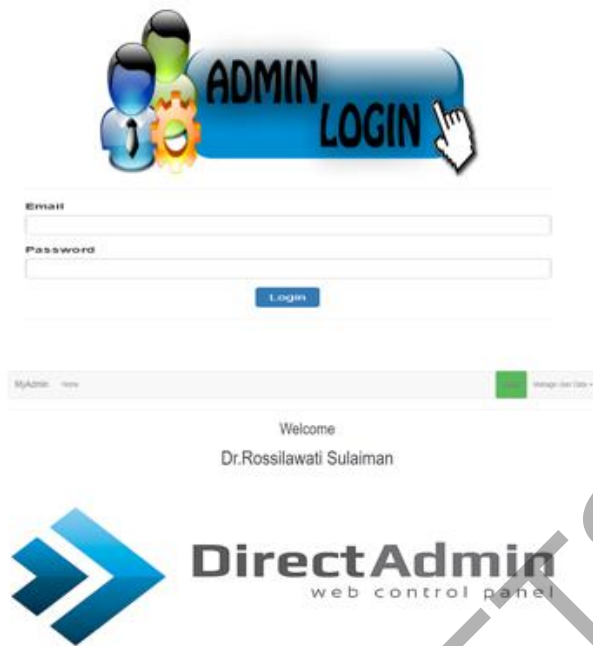 ADMIN
LOGIN
Email
Password
Login
MyAdmin Home Manage User Data
Welcome
Dr.Rossilawati Sulaiman
DirectAdmin
web control panel